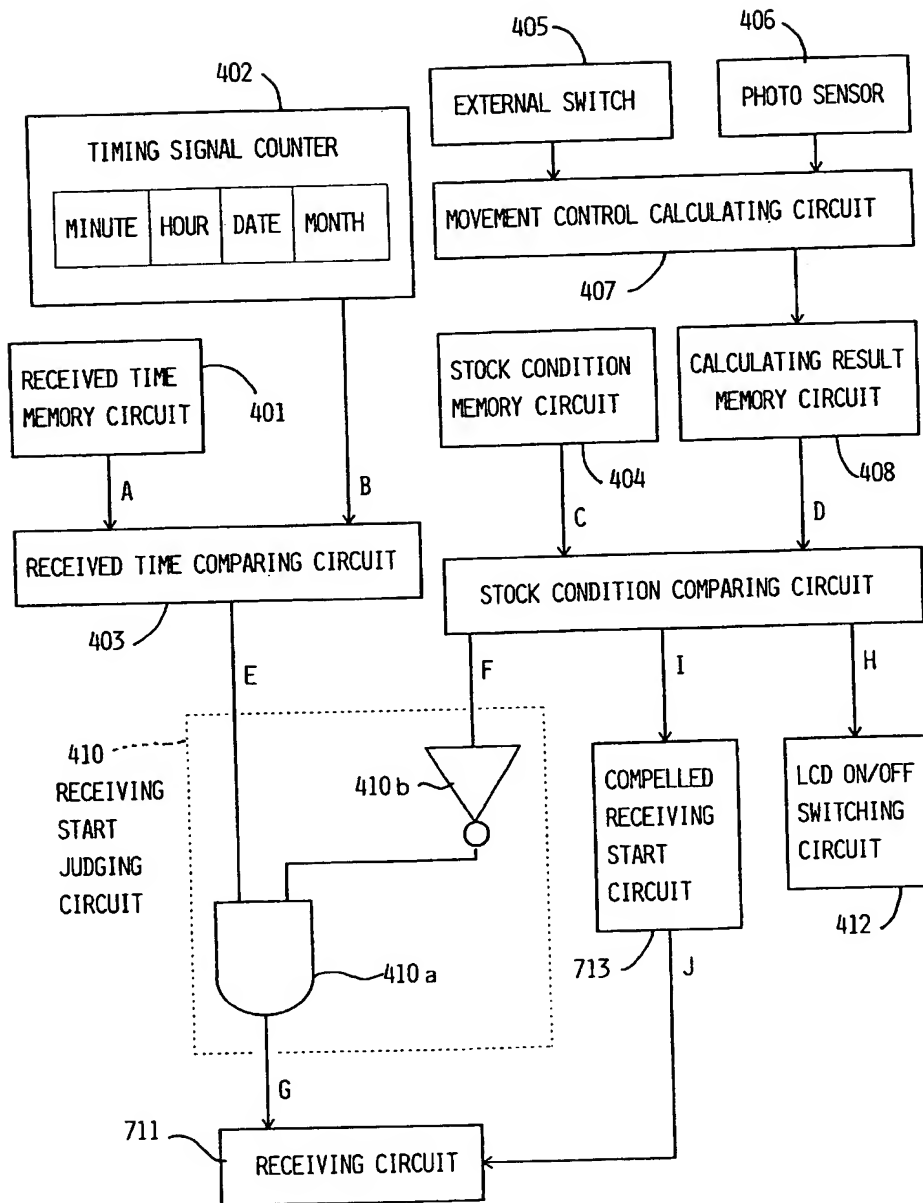 405
406
402
EXTERNAL SWITCH
PHOTO SENSOR
TIMING SIGNAL COUNTER
MINUTE HOUR DATE MONTH
MOVEMENT CONTROL CALCULATING CIRCUIT
407
RECEIVED TIME
MEMORY CIRCUIT
401
STOCK CONDITION
MEMORY CIRCUIT
404
CALCULATING RESULT
MEMORY CIRCUIT
408
A
B
C
D
RECEIVED TIME COMPARING CIRCUIT
403
STOCK CONDITION COMPARING CIRCUIT
E
F
I
H
410
RECEIVING
START
JUDGING
CIRCUIT
410b
410a
COMPELLED
RECEIVING
START
CIRCUIT
713
LCD ON/OFF
SWITCHING
CIRCUIT
412
J
G
711
RECEIVING CIRCUIT